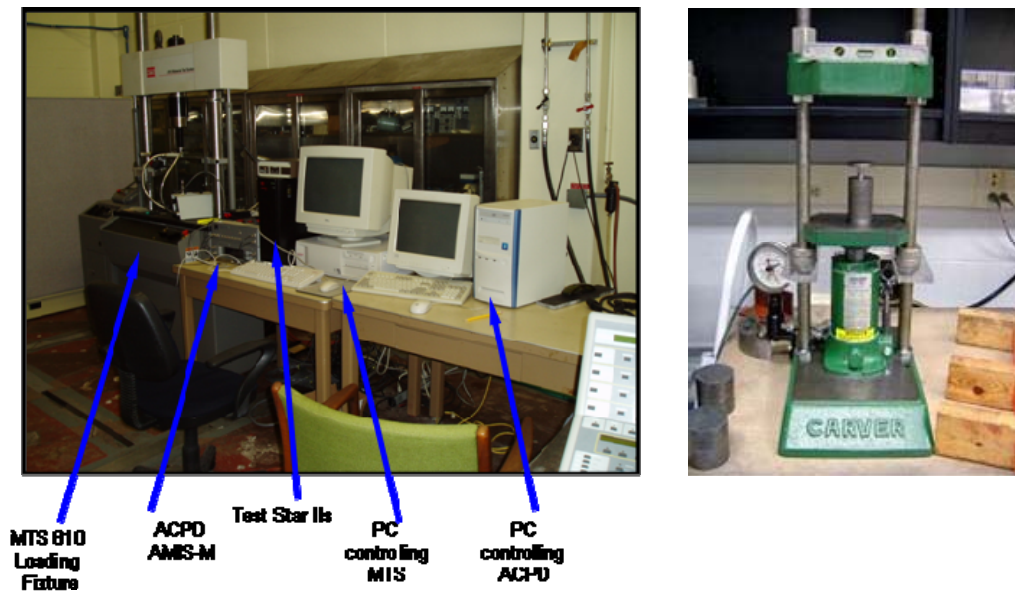 MTS 810
Loading
Fixture
ACPD
AMIS-M
Test Star IIs
PC
controlling
MTS
PC
controlling
ACPD
CARVER